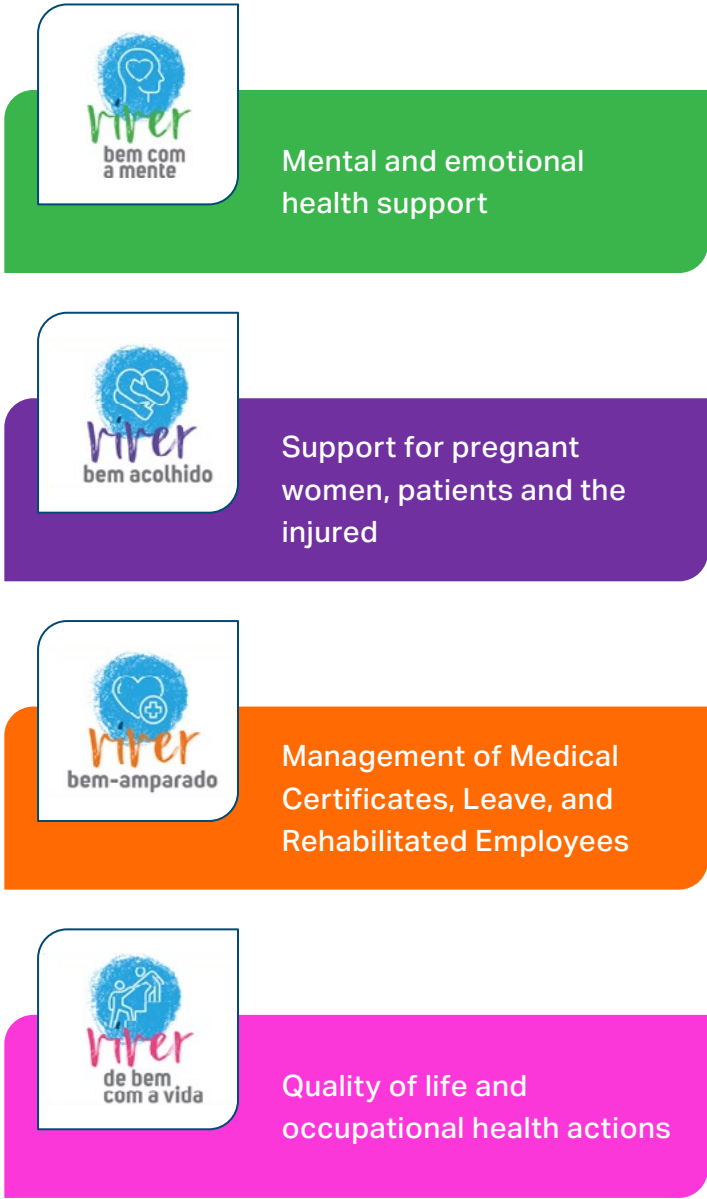 viver
bem com
a mente
Mental and emotional
health support
viver
bem acolhido
Support for pregnant
women, patients and the
injured
viver
bem-amparado
Management of Medical
Certificates, Leave, and
Rehabilitated Employees
viver
de bem
com a vida
Quality of life and
occupational health actions